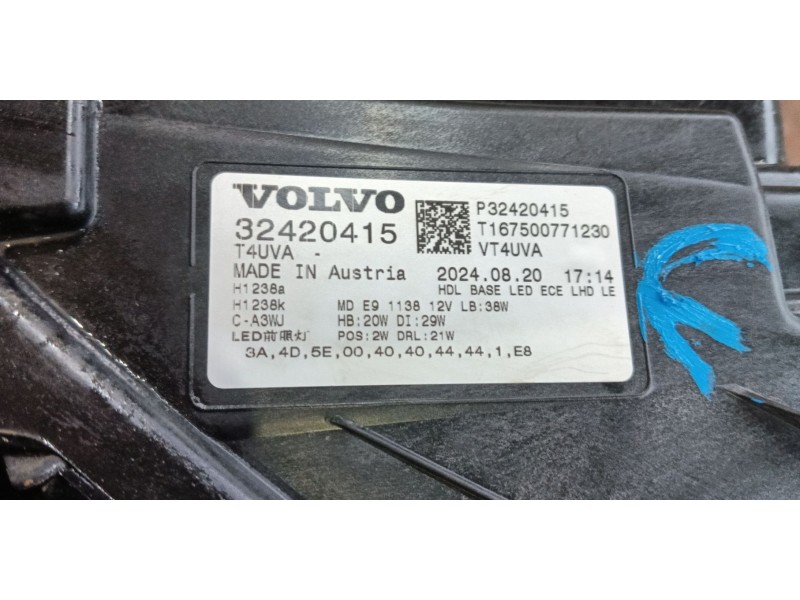 VOLVO
32420415
T4UVA -
P32420415
T167500771230
VT4UVA
MADE IN Austria 2024.08.20 17:14
H1238a HDL BASE LED ECE LHD LE
H1238k MD E9 1138 12V LB:38W
C-A3WJ HB:20W DI:29W
LED前照灯 POS:2W DRL:21W
3A,4D,5E,00,40,40,44,44,1,E8